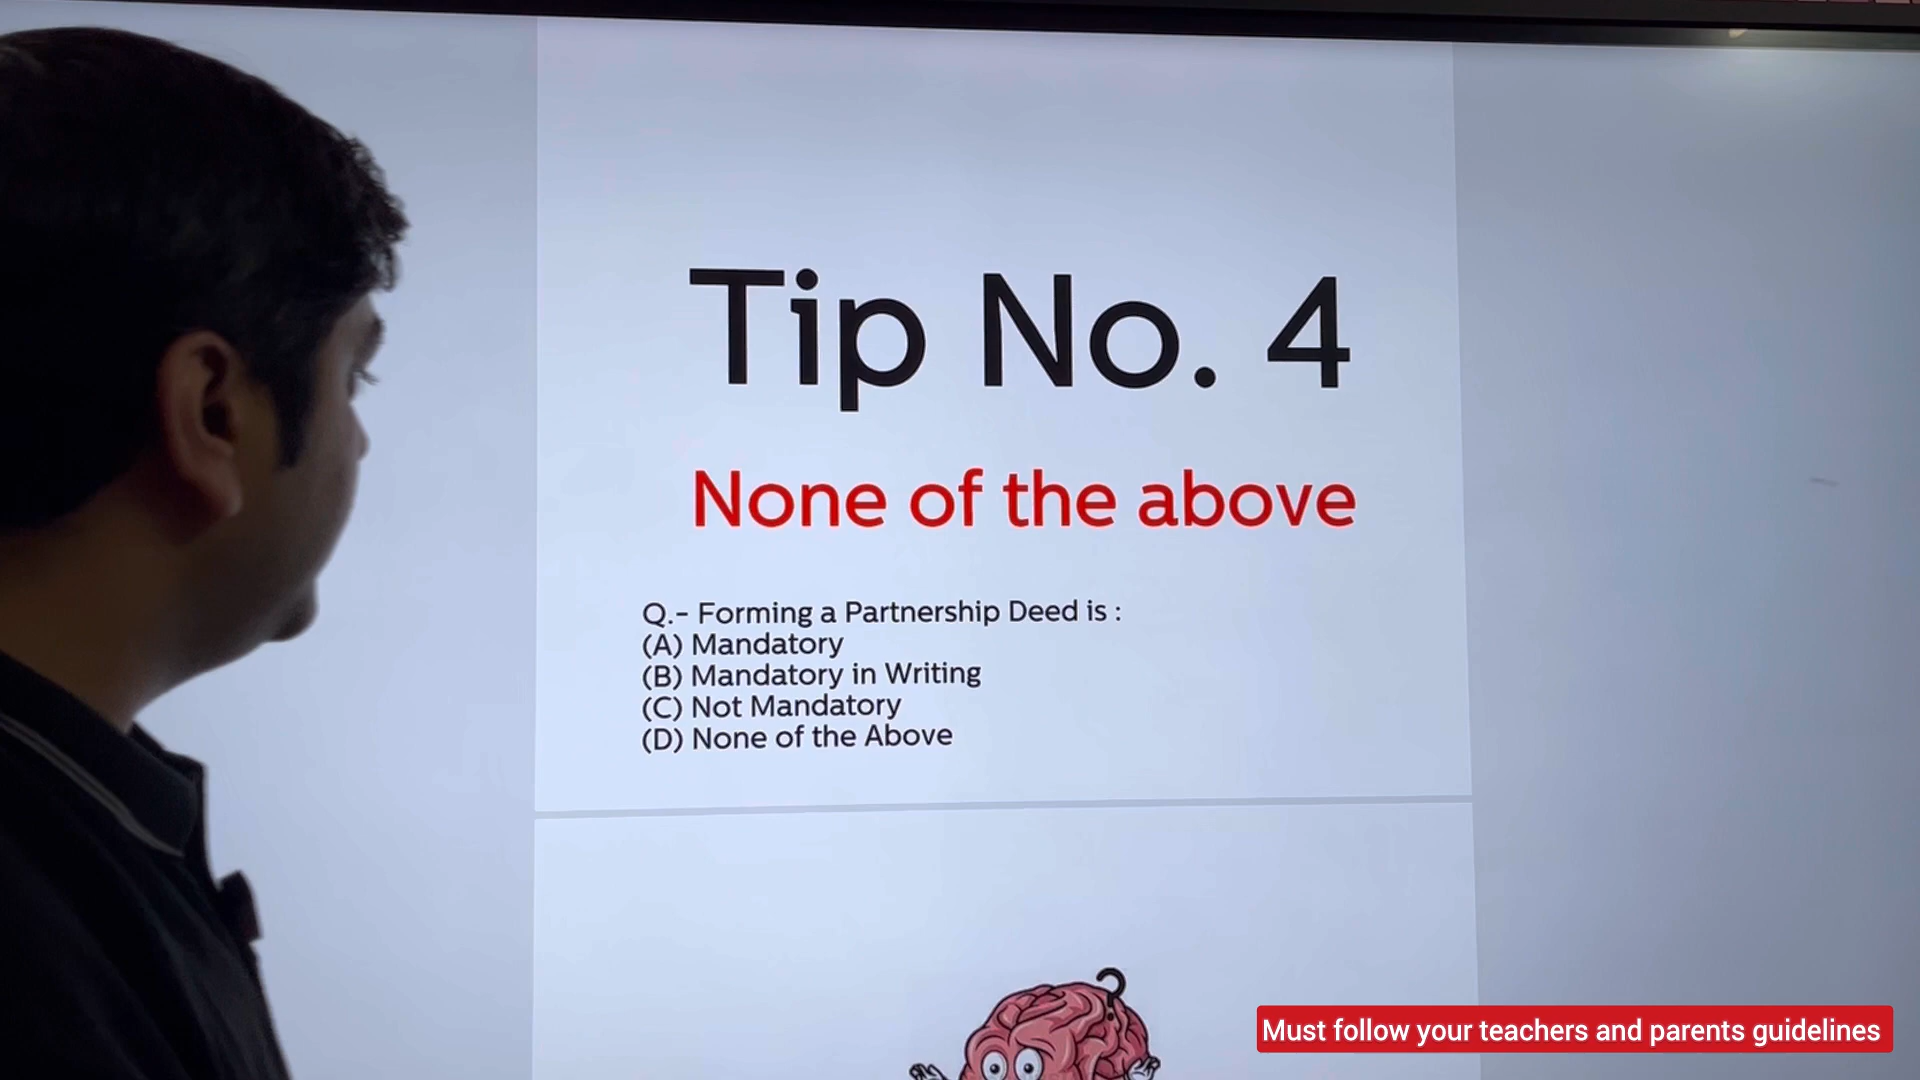 Tip No. 4
None of the above
Q.- Forming a Partnership Deed is :
(A) Mandatory
(B) Mandatory in Writing
(C) Not Mandatory
(D) None of the Above
?
Must follow your teachers and parents guidelines